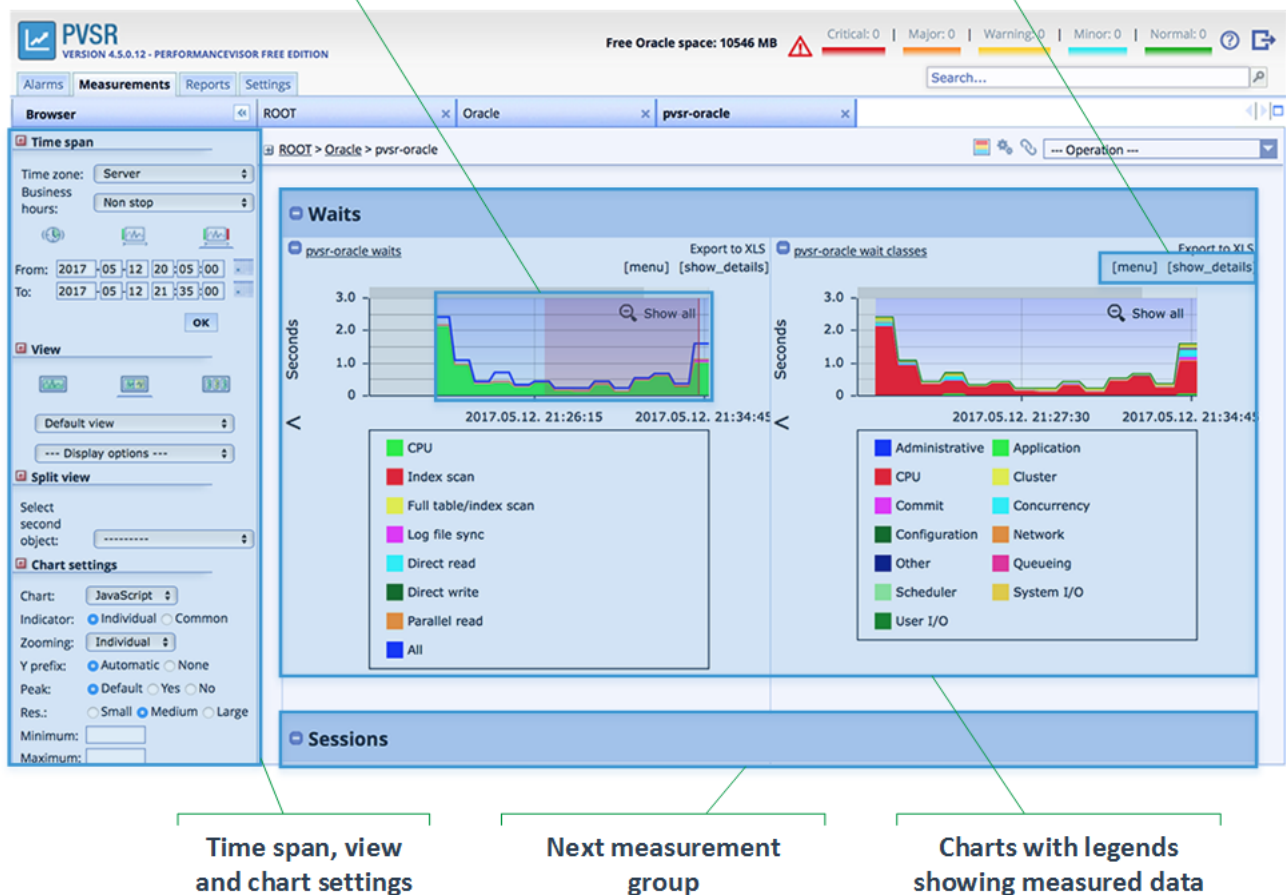 PVSR
VERSION 4.5.0.12 - PERFORMANCEVISOR FREE EDITION
Free Oracle space: 10546 MB
Critical: 0 | Major: 0 | Warning: 0 | Minor: 0 | Normal: 0
Alarms Measurements Reports Settings
Search...
Browser
ROOT × Oracle × pvsr-oracle ×
Time span
ROOT > Oracle > pvsr-oracle
--- Operation ---
Time zone: Server
Business
hours: Non stop
From: 2017 -05 -12 20 :05 :00
To: 2017 -05 -12 21 :35 :00
OK
View
Default view
--- Display options ---
Split view
Select
second
object: ---------
Chart settings
Chart: JavaScript
Indicator: Individual Common
Zooming: Individual
Y prefix: Automatic None
Peak: Default Yes No
Res.: Small Medium Large
Minimum:
Maximum:
Waits
pvsr-oracle waits
Export to XLS
[menu] [show_details]
Show all
Seconds
3.0
2.0
1.0
0
<
2017.05.12. 21:26:15 2017.05.12. 21:34:45
CPU
Index scan
Full table/index scan
Log file sync
Direct read
Direct write
Parallel read
All
pvsr-oracle wait classes
Export to XLS
[menu] [show_details
Show all
Seconds
3.0
2.0
1.0
0
<
2017.05.12. 21:27:30 2017.05.12. 21:34:45
Administrative Application
CPU Cluster
Commit Concurrency
Configuration Network
Other Queueing
Scheduler System I/O
User I/O
Sessions
Time span, view
and chart settings
Next measurement
group
Charts with legends
showing measured data